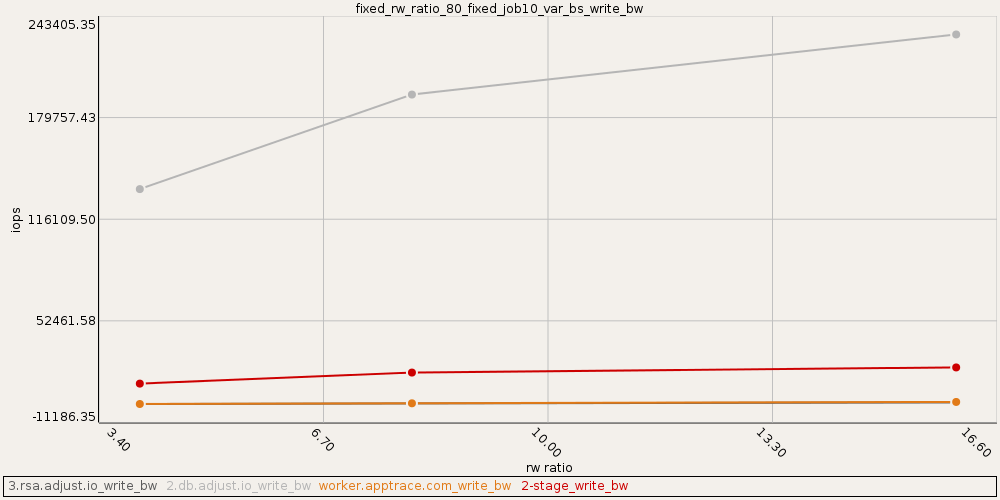 fixed_rw_ratio_80_fixed_job10_var_bs_write_bw
243405.35
179757.43
116109.50
52461.58
-11186.35
iops
3.40
6.70
10.00
13.30
16.60
rw ratio
3.rsa.adjust.io_write_bw 2.db.adjust.io_write_bw worker.apptrace.com_write_bw 2-stage_write_bw